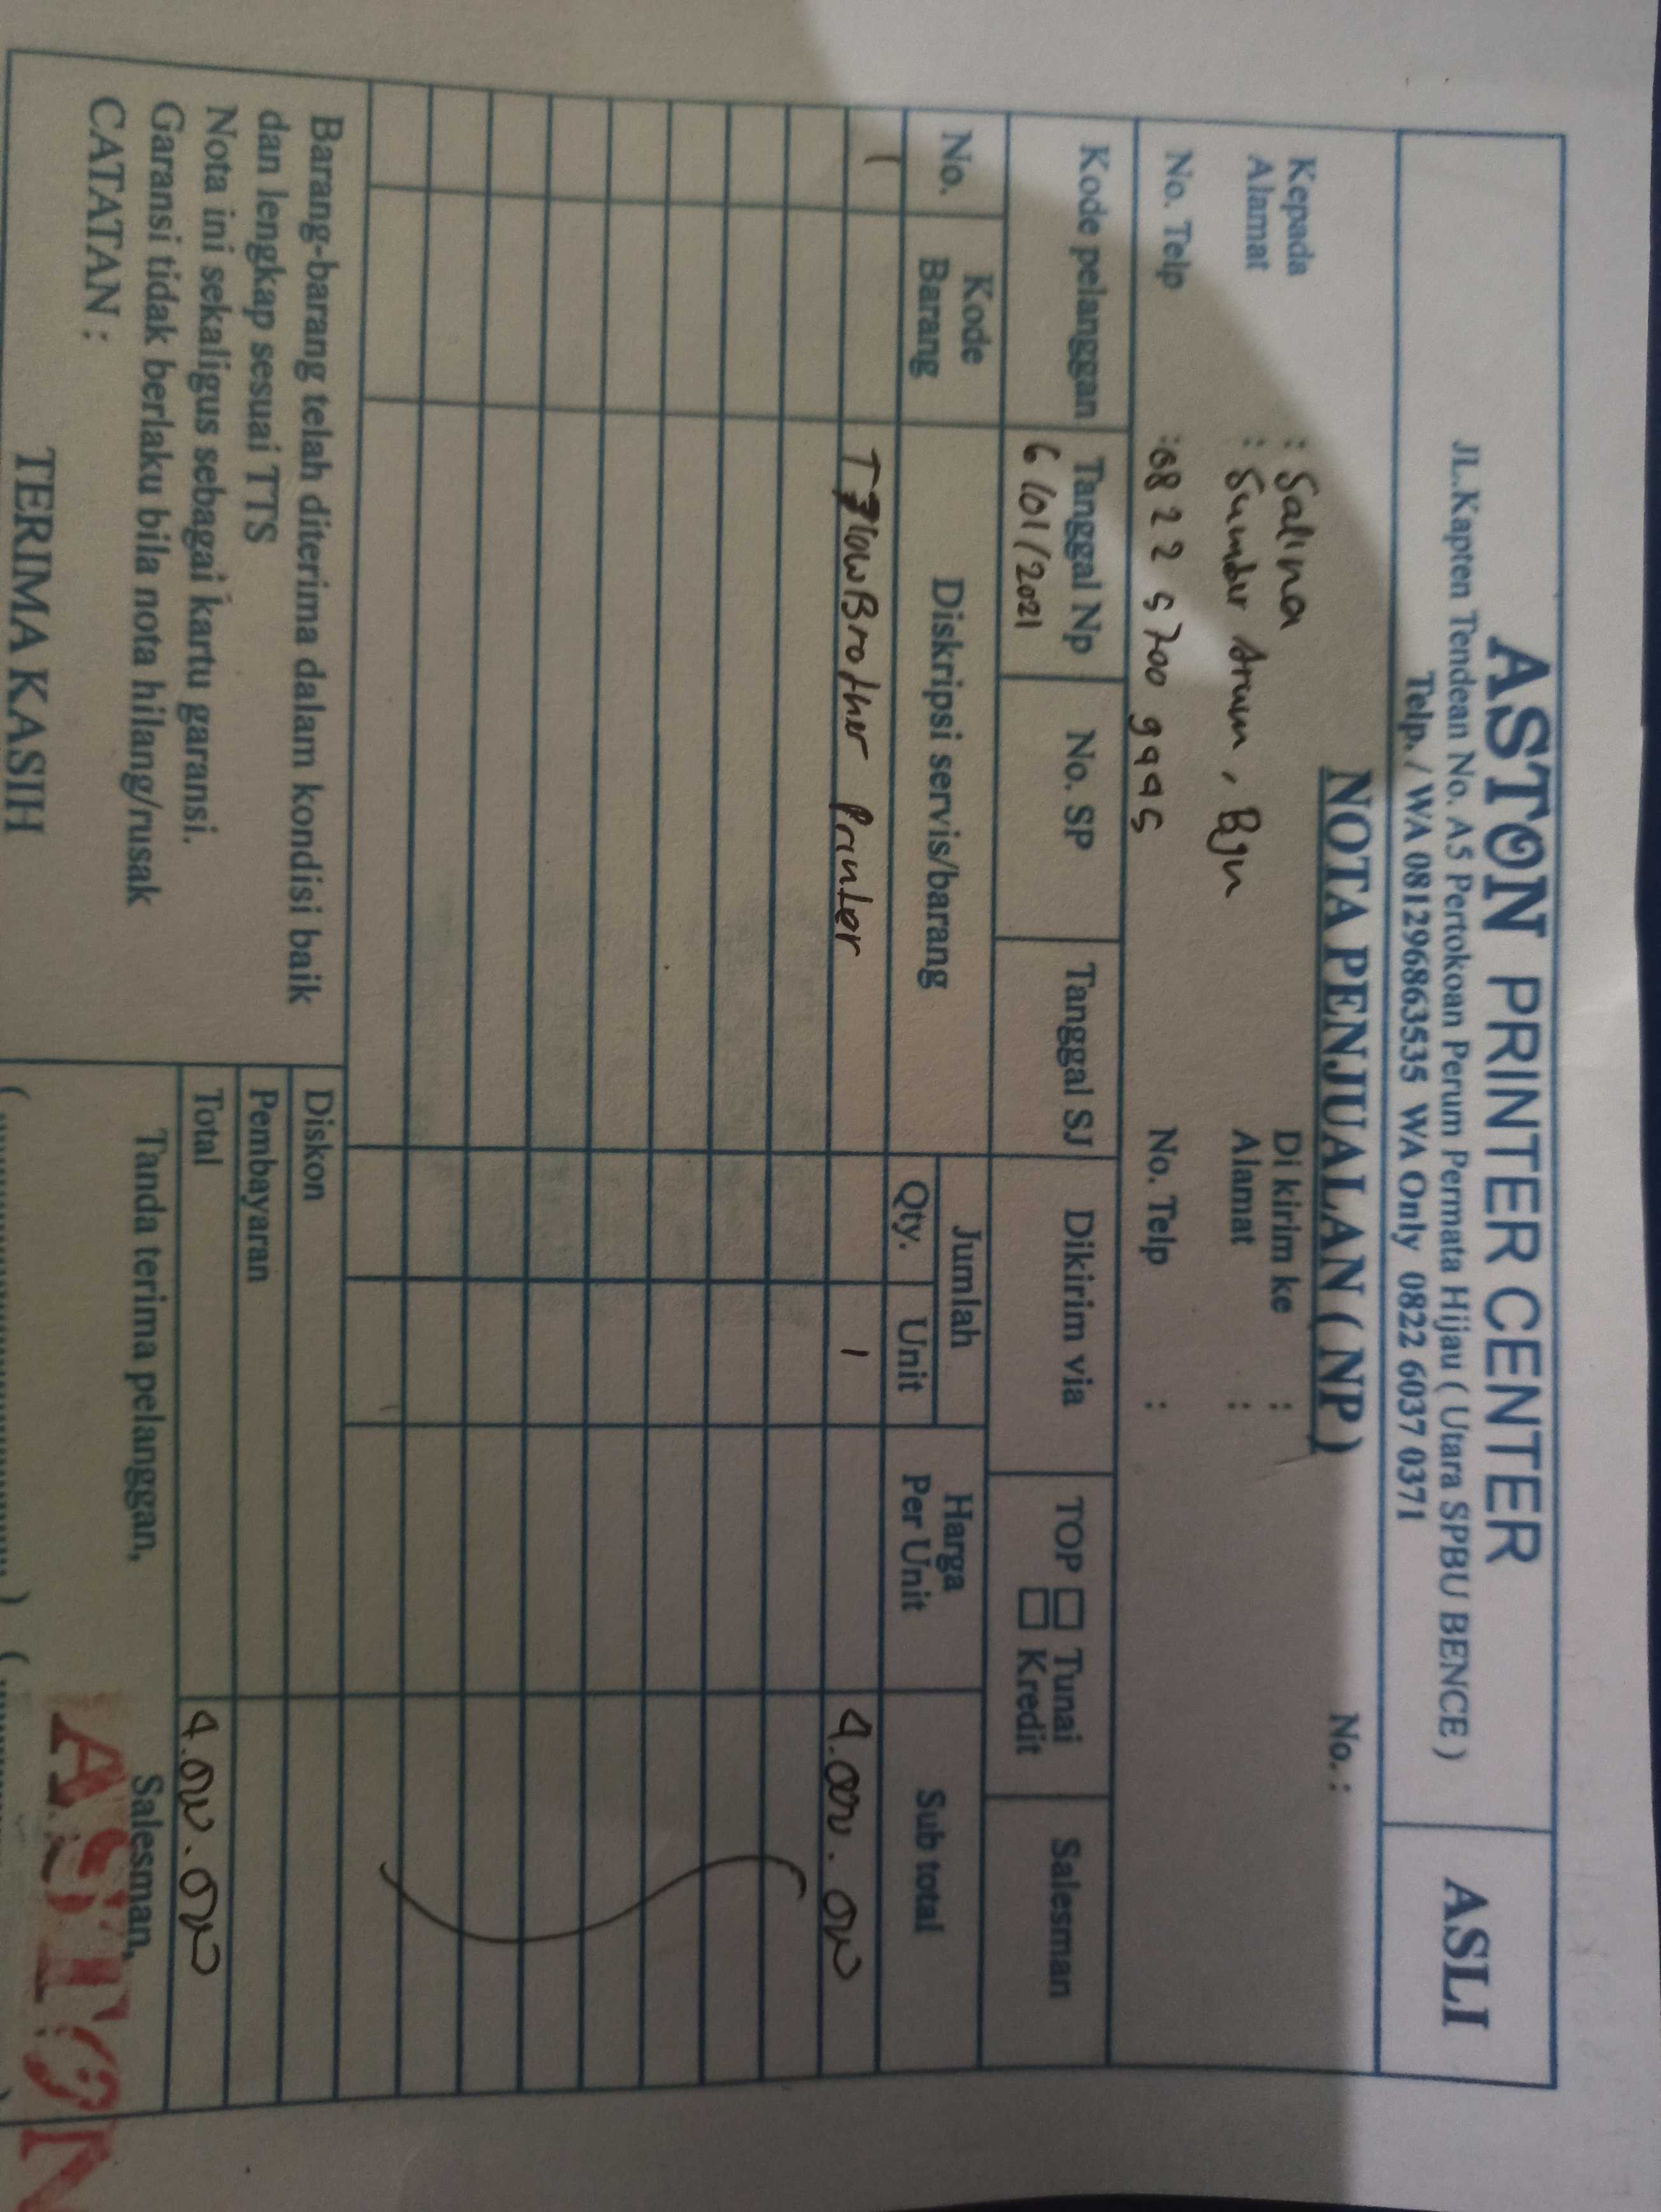 ASTON PRINTER CENTER
ASLI
JL.Kapten Tendean No. A5 Pertokoan Perum Permata Hijau ( Utara SPBU BENCE )
Telp. / WA 081296863535 WA Only 0822 6037 0371
NOTA PENJUALAN ( NP )
No. :
Kepada : Salina
Di kirim ke :
Alamat : Sumber Arum, Bjn
Alamat :
No. Telp : 0822 5700 9995
No. Telp :
Kode pelanggan Tanggal Np No. SP Tanggal SJ Dikirim via TOP Tunai Kredit Salesman
6/01/2021
No. Kode Barang Diskripsi servis/barang Jumlah Qty. Unit Harga Per Unit Sub total
1 Brother Printer 1 4.000.000
Barang-barang telah diterima dalam kondisi baik
dan lengkap sesuai TTS
Nota ini sekaligus sebagai kartu garansi.
Garansi tidak berlaku bila nota hilang/rusak
CATATAN :
TERIMA KASIH
Diskon
Pembayaran
Total 4.000.000
Tanda terima pelanggan,
Salesman,
ASTON